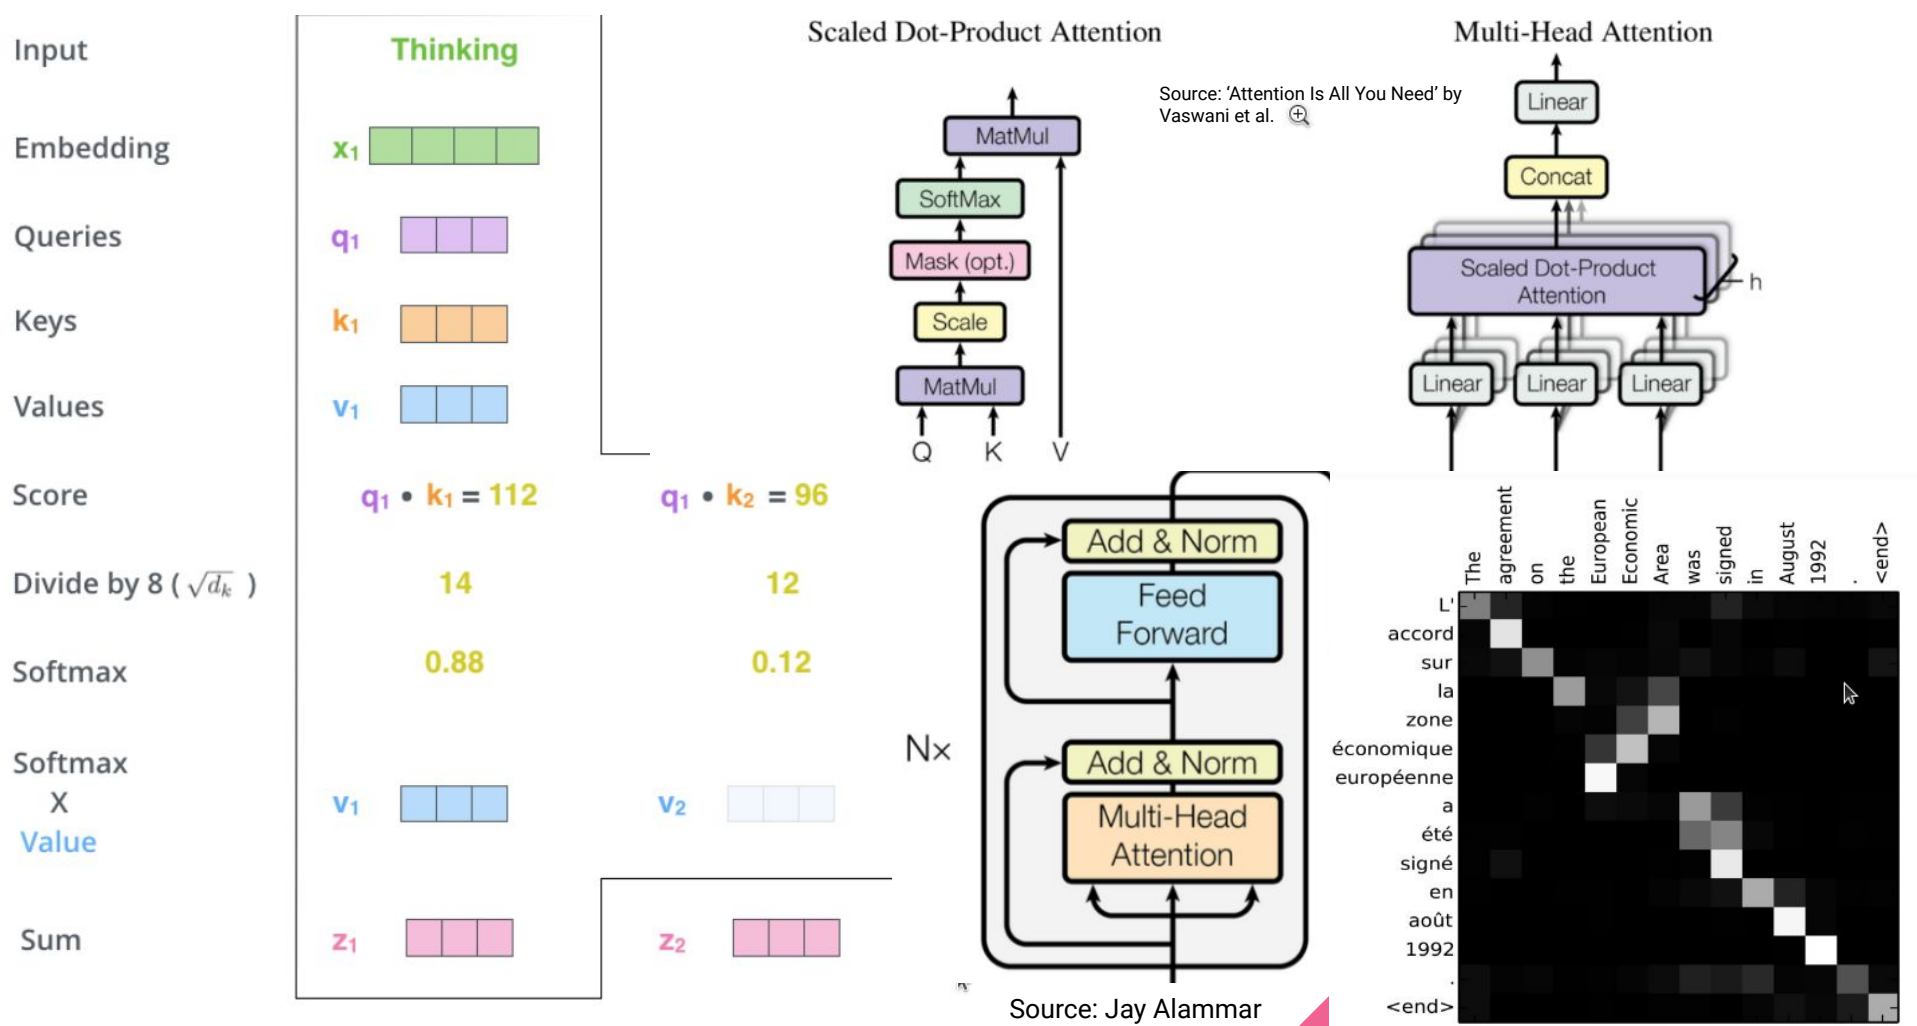 Input
Thinking
Embedding
x1
Queries
q1
Keys
k1
Values
v1
Score
q1 • k1 = 112
q1 • k2 = 96
Divide by 8 ( √dk )
14
12
Softmax
0.88
0.12
Softmax
X
Value
v1
v2
Sum
z1
z2
Scaled Dot-Product Attention
MatMul
SoftMax
Mask (opt.)
Scale
MatMul
Q K V
Source: ‘Attention Is All You Need’ by
Vaswani et al.
Multi-Head Attention
Linear
Concat
Scaled Dot-Product
Attention
h
Linear
Linear
Linear
Add & Norm
Feed
Forward
N×
Add & Norm
Multi-Head
Attention
Source: Jay Alammar
The
agreement
on
the
European
Economic
Area
was
signed
in
August
1992
.
<end>
L'
accord
sur
la
zone
économique
européenne
a
été
signé
en
août
1992
.
<end>